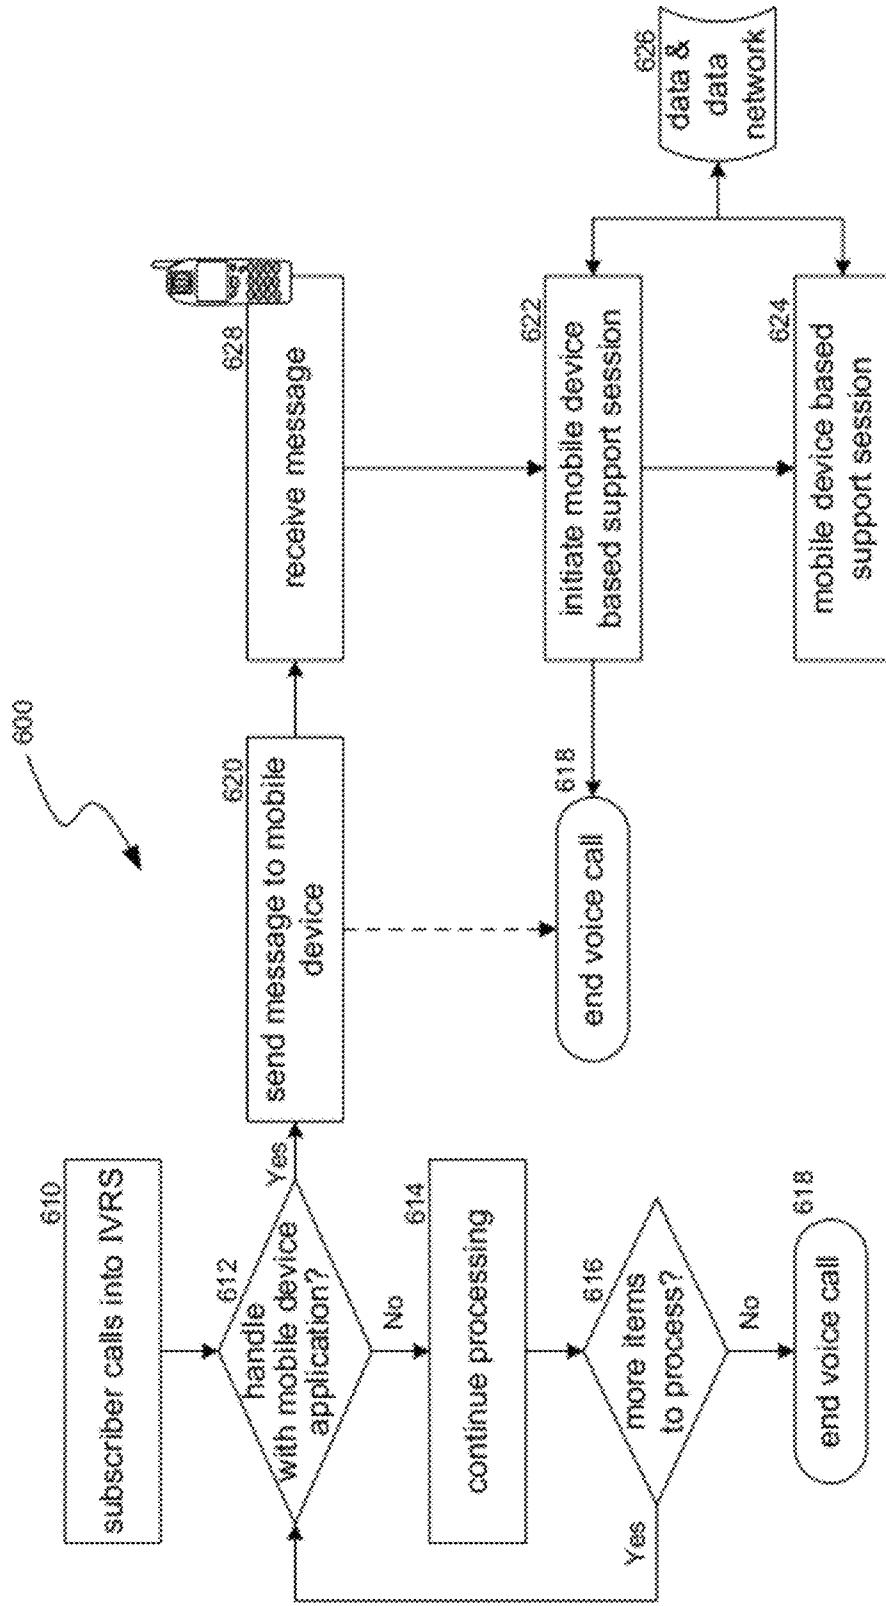 600
610
subscriber calls into IVRS
612
handle
with mobile device
application?
Yes
No
620
send message to mobile
device
628
receive message
614
continue processing
616
more items
to process?
Yes
No
618
end voice call
618
end voice call
622
initiate mobile device
based support session
624
mobile device based
support session
626
data &
data
network